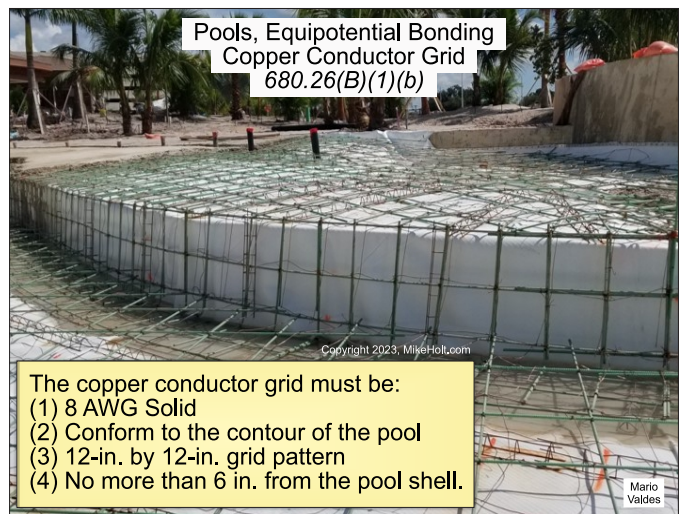 Pools, Equipotential Bonding
Copper Conductor Grid
680.26(B)(1)(b)
Copyright 2023, MikeHolt.com
The copper conductor grid must be:
(1) 8 AWG Solid
(2) Conform to the contour of the pool
(3) 12-in. by 12-in. grid pattern
(4) No more than 6 in. from the pool shell.
Mario
Valdes